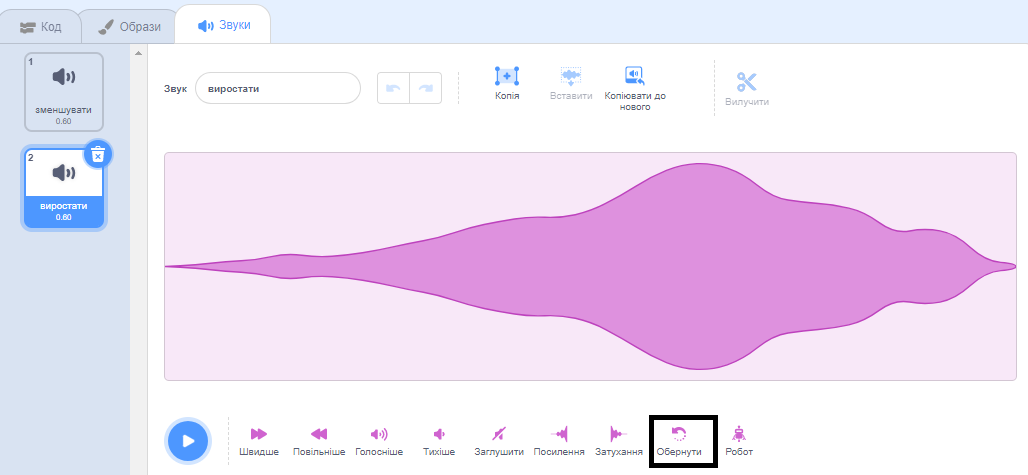 Код
Образи
Звуки
1
зменшувати
0.60
2
виростати
0.60
Звук
виростати
Копія
Вставити
Копіювати до
нового
Вилучити
Швидше
Повільніше
Голосніше
Тихіше
Заглушити
Посилення
Затухання
Обернути
Робот